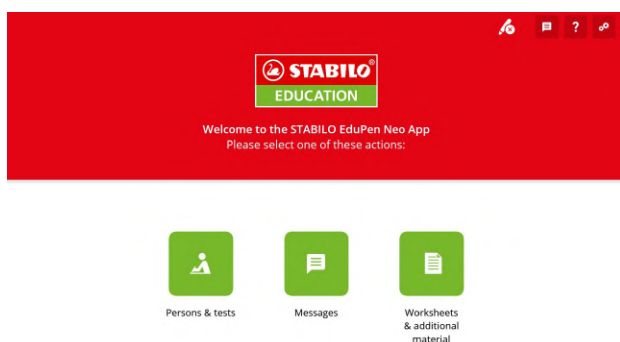 ?
STABILO®
EDUCATION
Welcome to the STABILO EduPen Neo App
Please select one of these actions:
Persons & tests
Messages
Worksheets
& additional
material